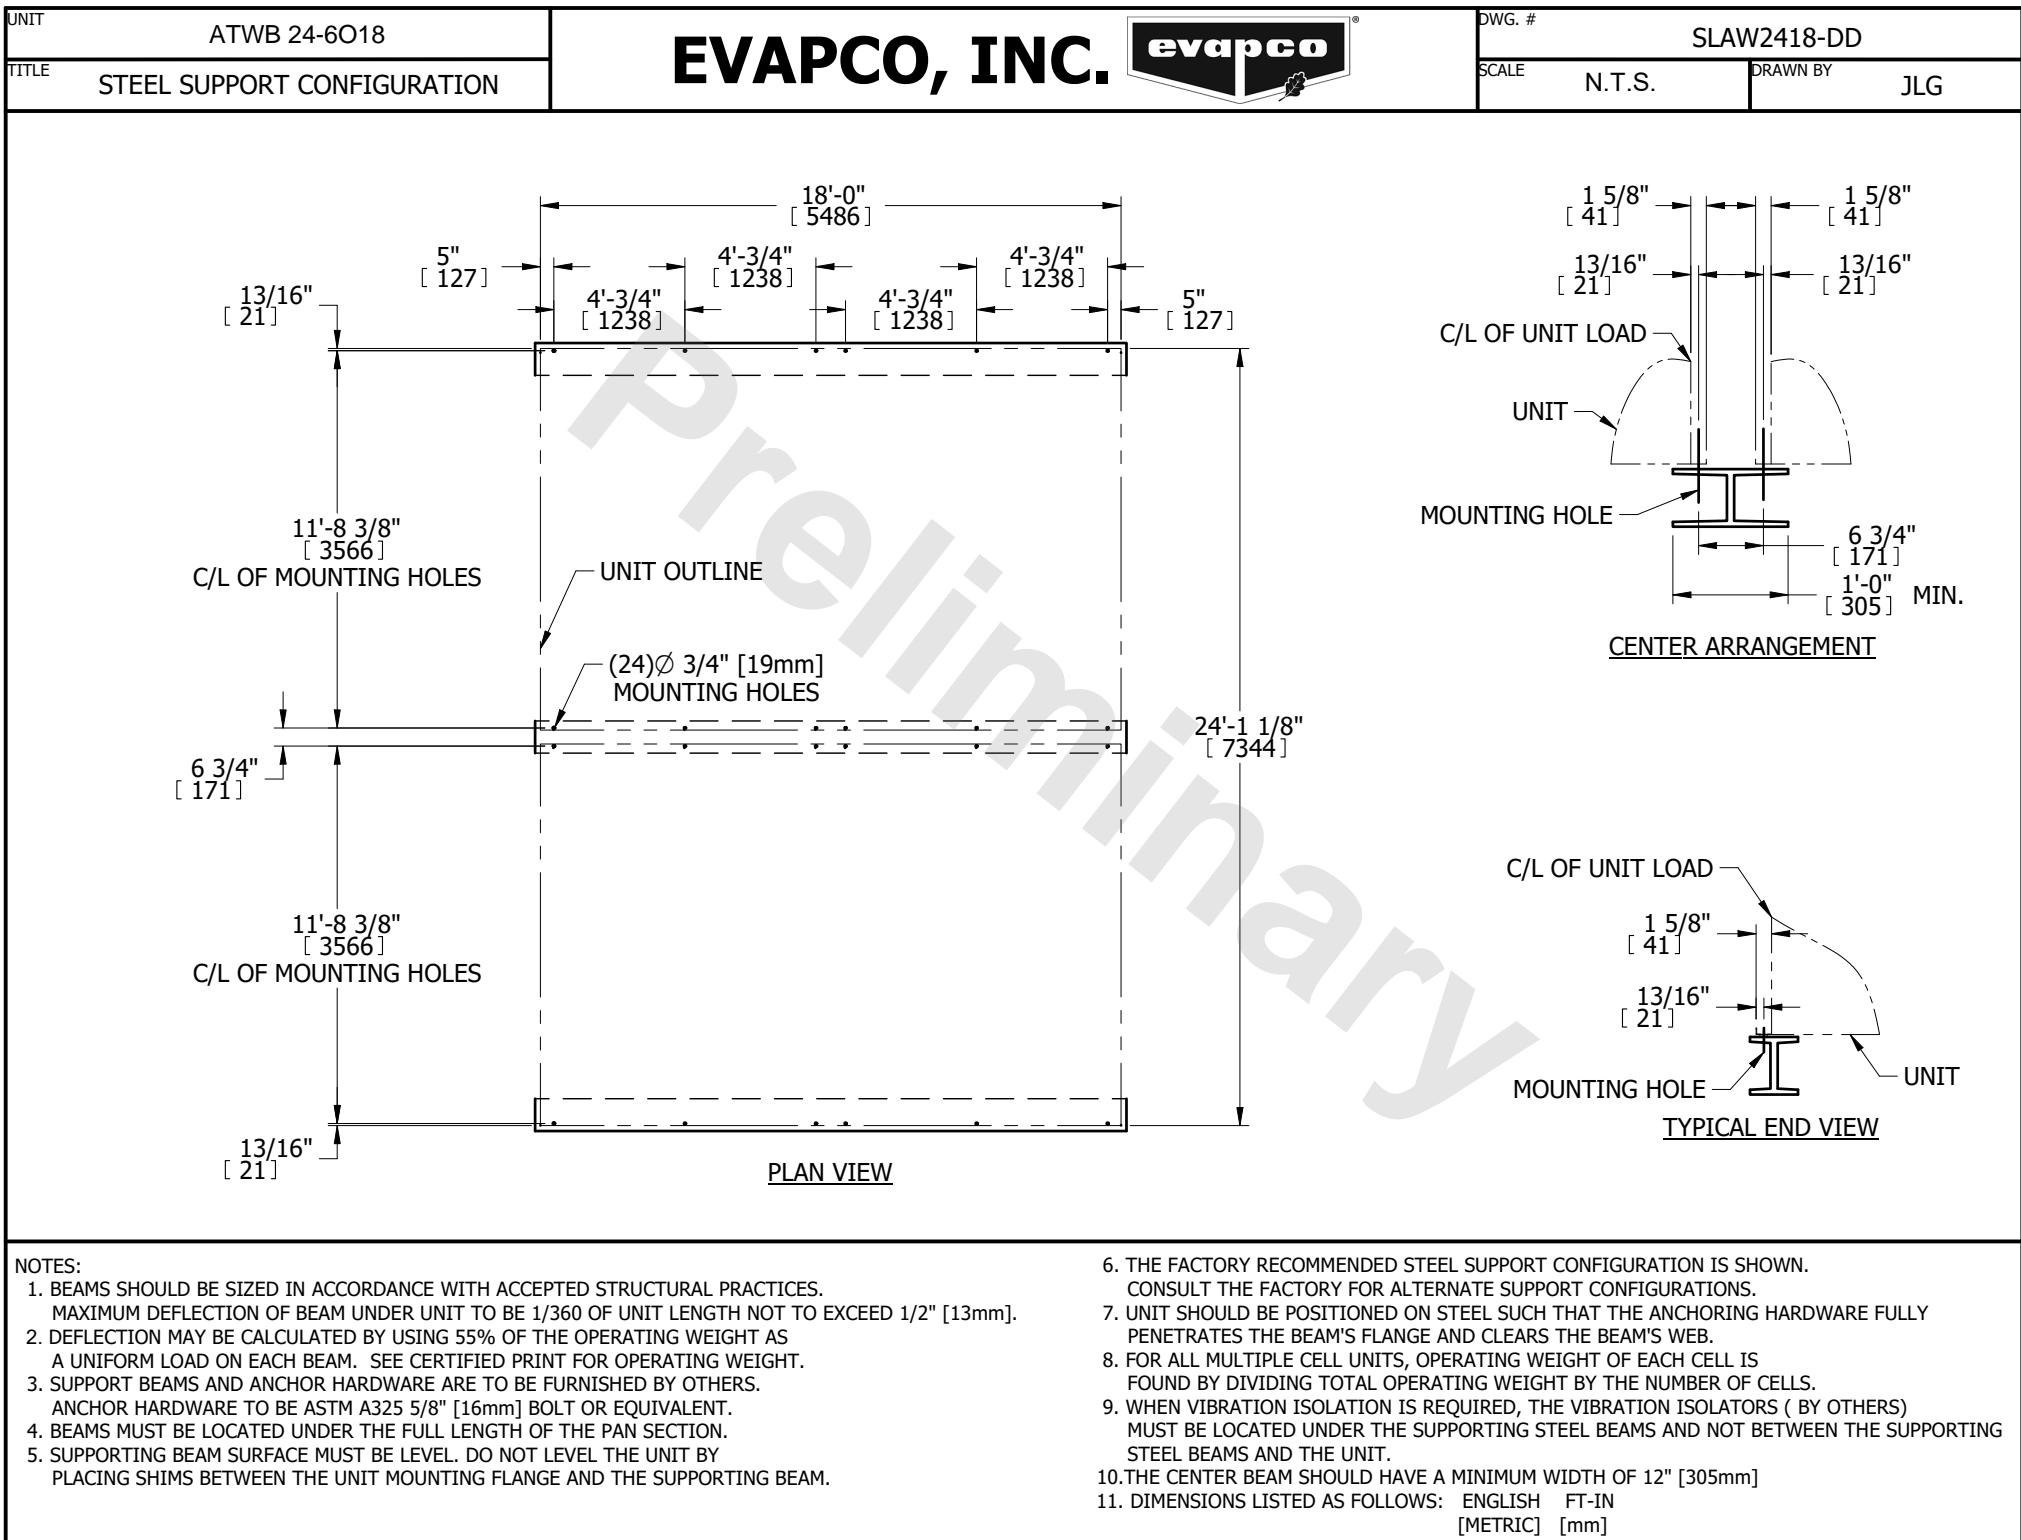 UNIT
ATWB 24-6O18
TITLE
STEEL SUPPORT CONFIGURATION
EVAPCO, INC.
evapco
®
DWG. #
SLAW2418-DD
SCALE
N.T.S.
DRAWN BY
JLG
18'-0"
[ 5486 ]
5"
[ 127 ]
4'-3/4"
[ 1238 ]
4'-3/4"
[ 1238 ]
13/16"
[ 21 ]
4'-3/4"
[ 1238 ]
4'-3/4"
[ 1238 ]
5"
[ 127 ]
11'-8 3/8"
[ 3566 ]
C/L OF MOUNTING HOLES
UNIT OUTLINE
(24)∅ 3/4" [19mm]
MOUNTING HOLES
6 3/4"
[ 171 ]
24'-1 1/8"
[ 7344 ]
11'-8 3/8"
[ 3566 ]
C/L OF MOUNTING HOLES
13/16"
[ 21 ]
PLAN VIEW
Preliminary
1 5/8"
[ 41 ]
1 5/8"
[ 41 ]
13/16"
[ 21 ]
13/16"
[ 21 ]
C/L OF UNIT LOAD
UNIT
MOUNTING HOLE
6 3/4"
[ 171 ]
1'-0"
[ 305 ]
MIN.
CENTER ARRANGEMENT
C/L OF UNIT LOAD
1 5/8"
[ 41 ]
13/16"
[ 21 ]
MOUNTING HOLE
UNIT
TYPICAL END VIEW
NOTES:
1. BEAMS SHOULD BE SIZED IN ACCORDANCE WITH ACCEPTED STRUCTURAL PRACTICES.
MAXIMUM DEFLECTION OF BEAM UNDER UNIT TO BE 1/360 OF UNIT LENGTH NOT TO EXCEED 1/2" [13mm].
2. DEFLECTION MAY BE CALCULATED BY USING 55% OF THE OPERATING WEIGHT AS
A UNIFORM LOAD ON EACH BEAM. SEE CERTIFIED PRINT FOR OPERATING WEIGHT.
3. SUPPORT BEAMS AND ANCHOR HARDWARE ARE TO BE FURNISHED BY OTHERS.
ANCHOR HARDWARE TO BE ASTM A325 5/8" [16mm] BOLT OR EQUIVALENT.
4. BEAMS MUST BE LOCATED UNDER THE FULL LENGTH OF THE PAN SECTION.
5. SUPPORTING BEAM SURFACE MUST BE LEVEL. DO NOT LEVEL THE UNIT BY
PLACING SHIMS BETWEEN THE UNIT MOUNTING FLANGE AND THE SUPPORTING BEAM.
6. THE FACTORY RECOMMENDED STEEL SUPPORT CONFIGURATION IS SHOWN.
CONSULT THE FACTORY FOR ALTERNATE SUPPORT CONFIGURATIONS.
7. UNIT SHOULD BE POSITIONED ON STEEL SUCH THAT THE ANCHORING HARDWARE FULLY
PENETRATES THE BEAM'S FLANGE AND CLEARS THE BEAM'S WEB.
8. FOR ALL MULTIPLE CELL UNITS, OPERATING WEIGHT OF EACH CELL IS
FOUND BY DIVIDING TOTAL OPERATING WEIGHT BY THE NUMBER OF CELLS.
9. WHEN VIBRATION ISOLATION IS REQUIRED, THE VIBRATION ISOLATORS ( BY OTHERS)
MUST BE LOCATED UNDER THE SUPPORTING STEEL BEAMS AND NOT BETWEEN THE SUPPORTING
STEEL BEAMS AND THE UNIT.
10.THE CENTER BEAM SHOULD HAVE A MINIMUM WIDTH OF 12" [305mm]
11. DIMENSIONS LISTED AS FOLLOWS: ENGLISH FT-IN
[METRIC] [mm]